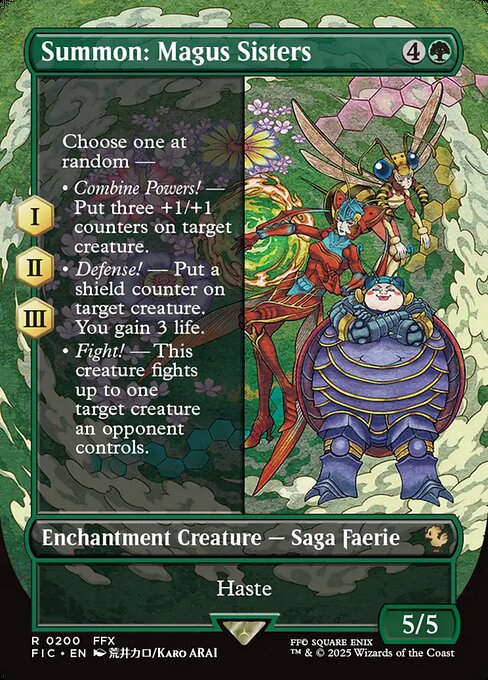 Summon: Magus Sisters 4
Choose one at
random —
• Combine Powers! —
Put three +1/+1
counters on target
creature.
• Defense! — Put a
shield counter on
target creature.
You gain 3 life.
• Fight! — This
creature fights
up to one
target creature
an opponent
controls.
I
II
III
Enchantment Creature — Saga Faerie
Haste
5/5
R 0200 FFX
FIC • EN 荒井カロ/Karo ARAI
FF© SQUARE ENIX
™ & © 2025 Wizards of the Coast